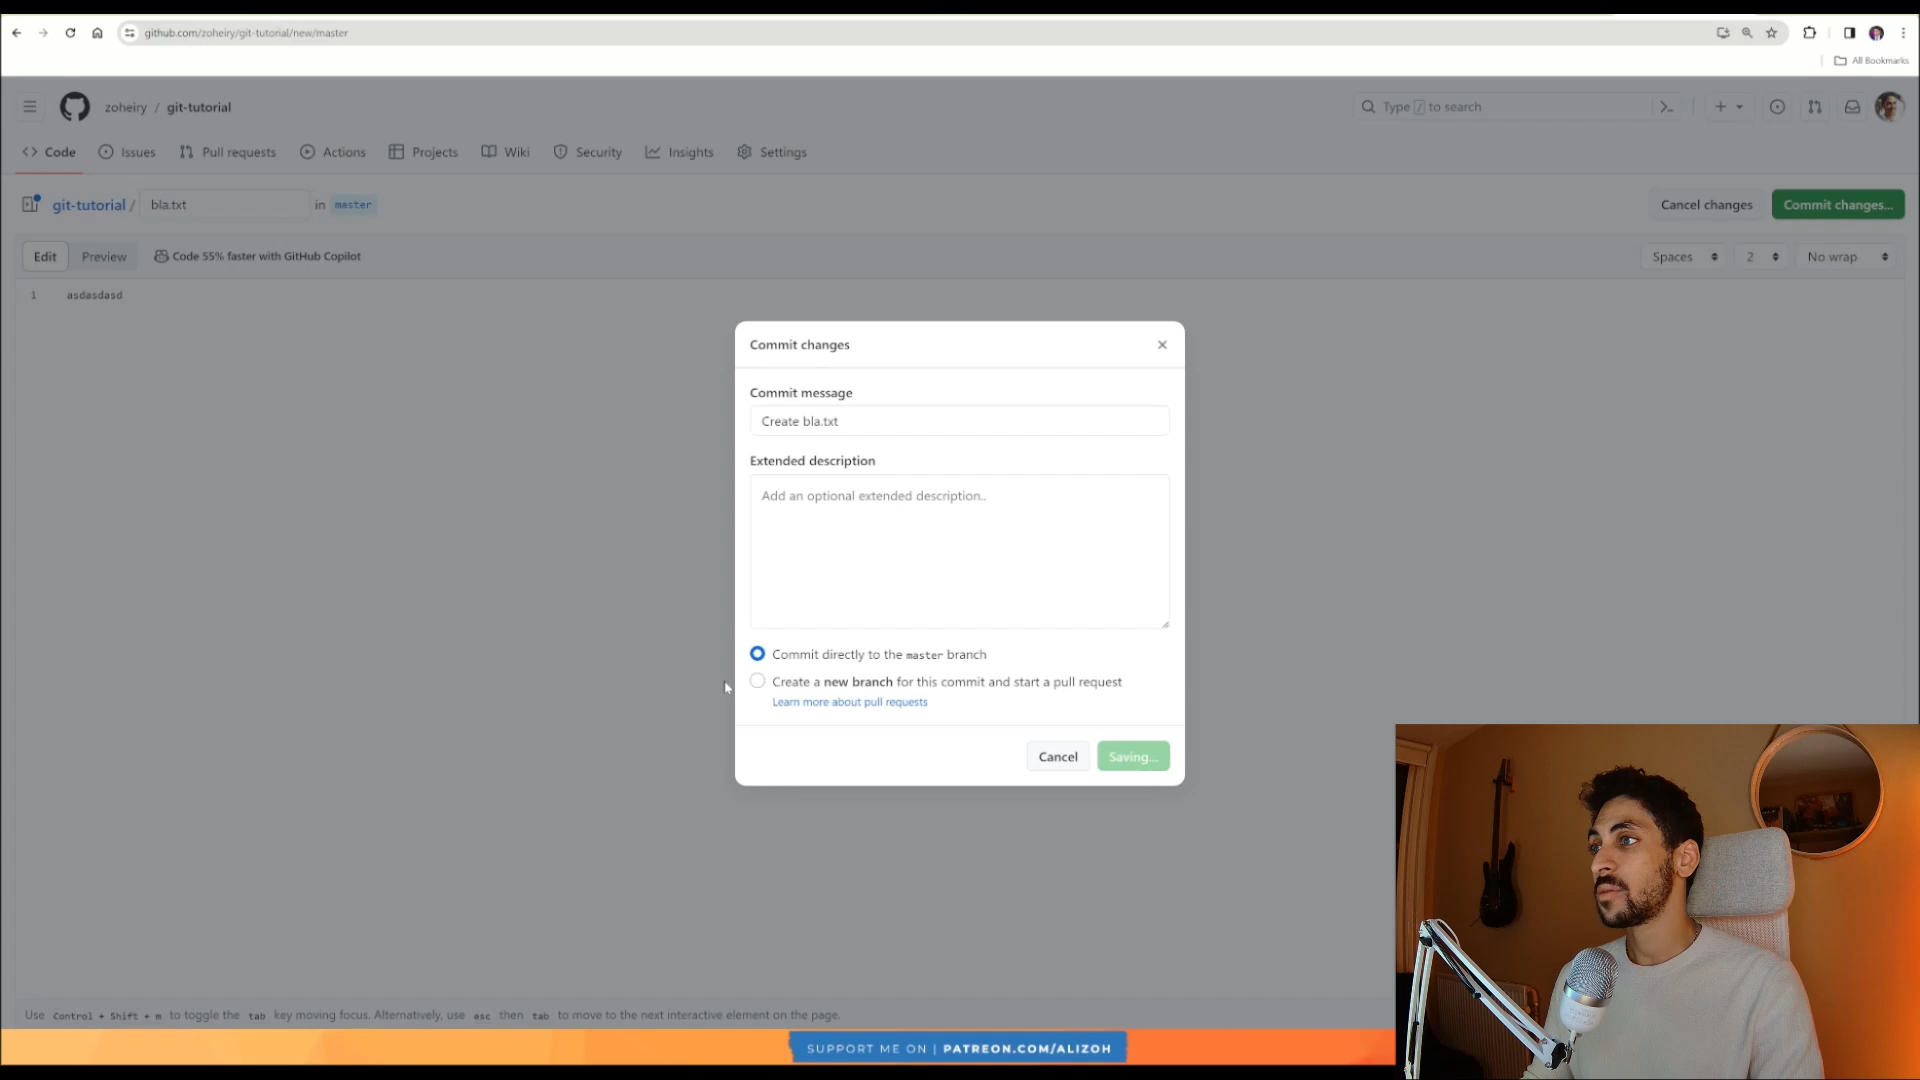 github.com/zoheiry/git-tutorial/new/master
All Bookmarks
zoheiry / git-tutorial
Type / to search
Code Issues Pull requests Actions Projects Wiki Security Insights Settings
git-tutorial / bla.txt in master
Cancel changes Commit changes...
Edit Preview Code 55% faster with GitHub Copilot
Spaces 2 No wrap
1 asdasdasd
Commit changes
Commit message
Create bla.txt
Extended description
Add an optional extended description..
Commit directly to the master branch
Create a new branch for this commit and start a pull request
Learn more about pull requests
Cancel Saving...
Use Control + Shift + m to toggle the tab key moving focus. Alternatively, use esc then tab to move to the next interactive element on the page.
SUPPORT ME ON | PATREON.COM/ALIZOH